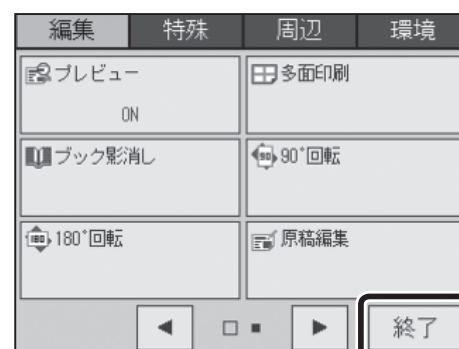 編集 特殊 周辺 環境
プレビュー 多面印刷
ON
ブック影消し 90°回転
180°回転 原稿編集
終了